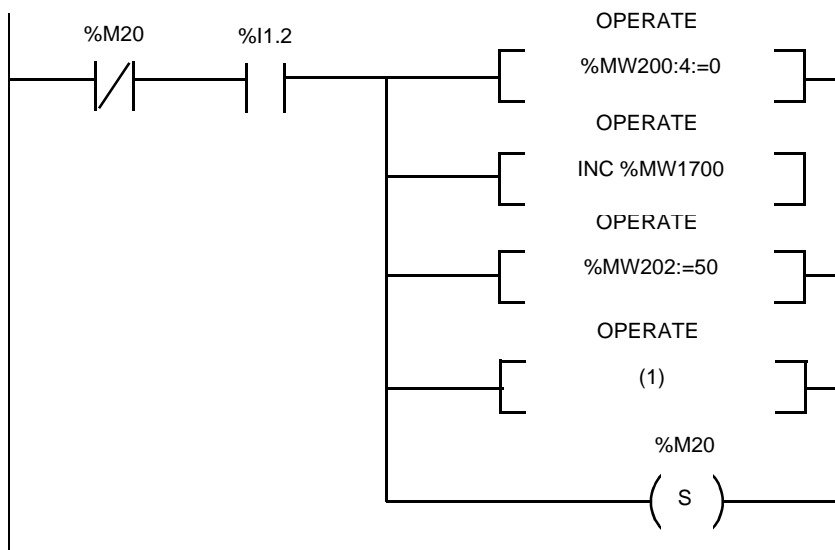 OPERATE
%M20 %I1.2
%MW200:4:=0
OPERATE
INC %MW1700
OPERATE
%MW202:=50
OPERATE
(1)
%M20
S